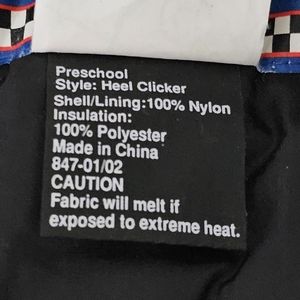 Preschool
Style: Heel Clicker
Shell/Lining:100% Nylon
Insulation:
100% Polyester
Made in China
847-01/02
CAUTION
Fabric will melt if
exposed to extreme heat.